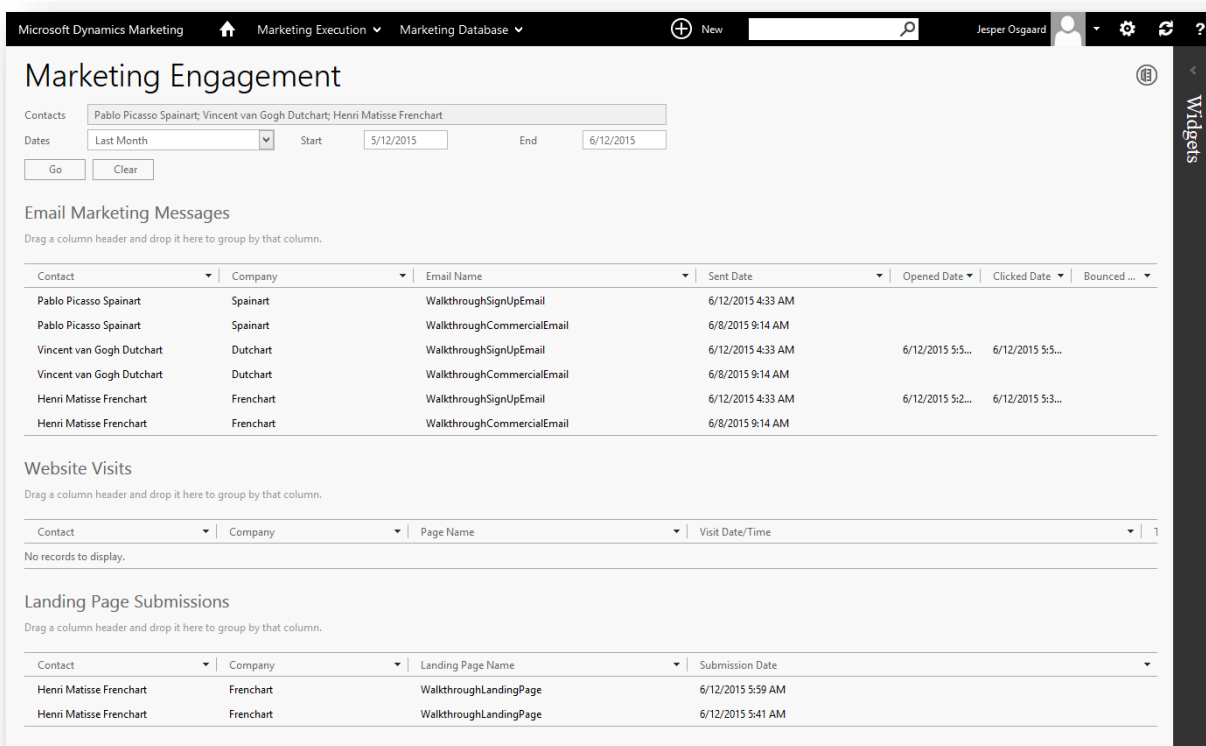 Microsoft Dynamics Marketing Marketing Execution Marketing Database New Jesper Osgaard ?
Widgets
Marketing Engagement
Contacts Pablo Picasso Spainart; Vincent van Gogh Dutchart; Henri Matisse Frenchart
Dates Last Month Start 5/12/2015 End 6/12/2015
Go Clear
Email Marketing Messages
Drag a column header and drop it here to group by that column.
Contact Company Email Name Sent Date Opened Date Clicked Date Bounced ...
Pablo Picasso Spainart Spainart WalkthroughSignUpEmail 6/12/2015 4:33 AM
Pablo Picasso Spainart Spainart WalkthroughCommercialEmail 6/8/2015 9:14 AM
Vincent van Gogh Dutchart Dutchart WalkthroughSignUpEmail 6/12/2015 4:33 AM 6/12/2015 5:5... 6/12/2015 5:5...
Vincent van Gogh Dutchart Dutchart WalkthroughCommercialEmail 6/8/2015 9:14 AM
Henri Matisse Frenchart Frenchart WalkthroughSignUpEmail 6/12/2015 4:33 AM 6/12/2015 5:2... 6/12/2015 5:3...
Henri Matisse Frenchart Frenchart WalkthroughCommercialEmail 6/8/2015 9:14 AM
Website Visits
Drag a column header and drop it here to group by that column.
Contact Company Page Name Visit Date/Time
No records to display.
Landing Page Submissions
Drag a column header and drop it here to group by that column.
Contact Company Landing Page Name Submission Date
Henri Matisse Frenchart Frenchart WalkthroughLandingPage 6/12/2015 5:59 AM
Henri Matisse Frenchart Frenchart WalkthroughLandingPage 6/12/2015 5:41 AM